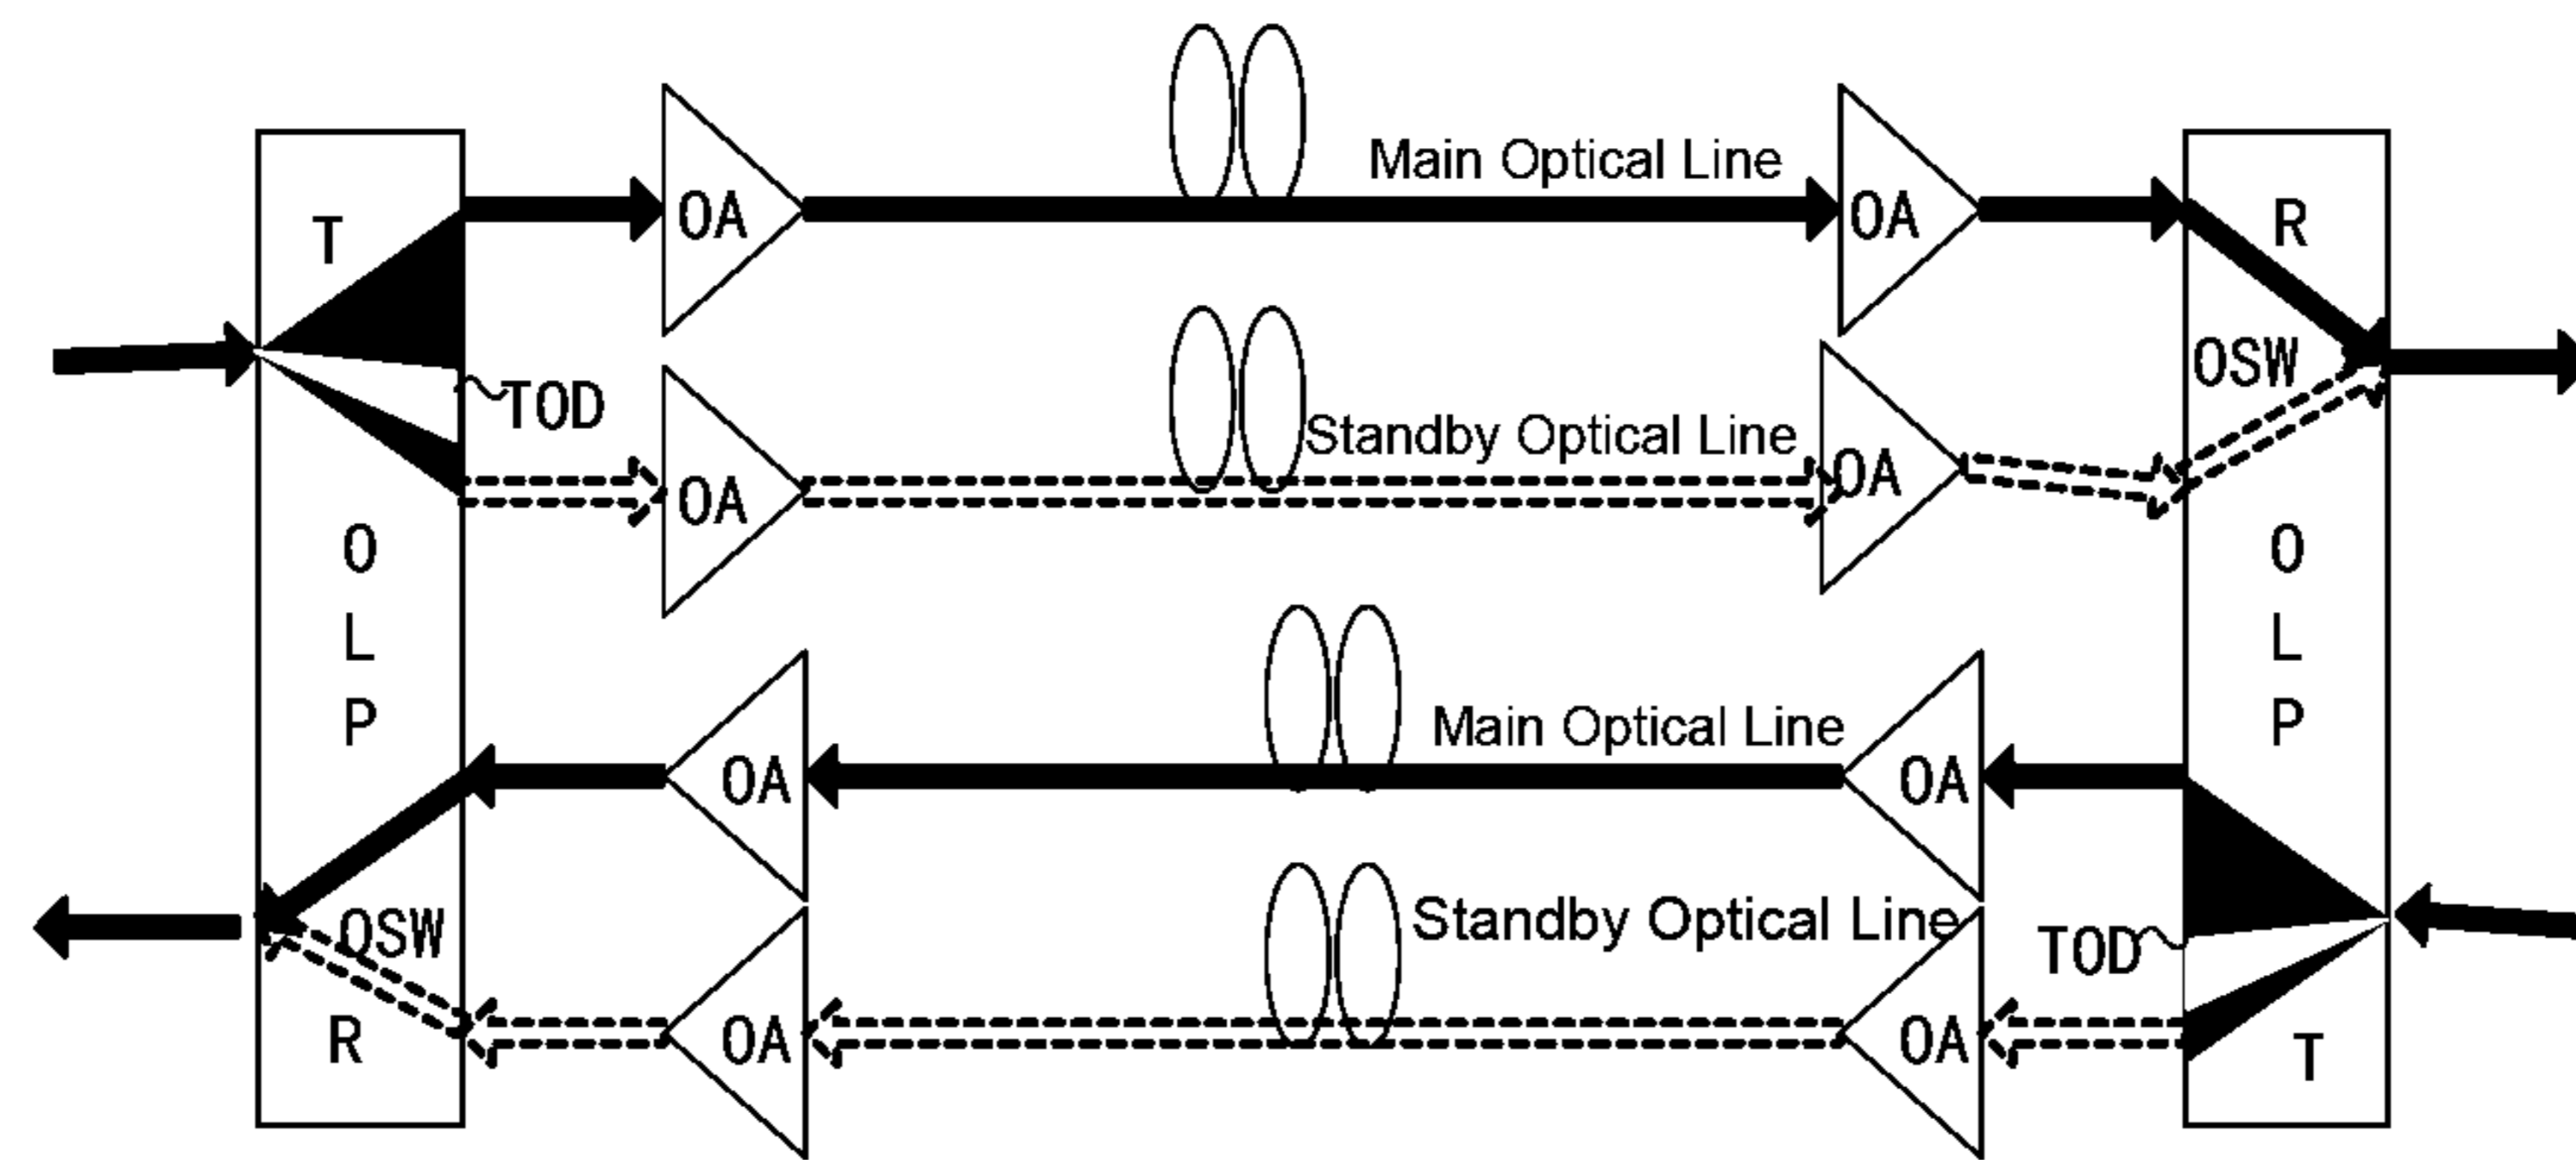 Main Optical Line
T
OA
OA
R
OSW
TOD
Standby Optical Line
OA
OA
O
L
P
O
L
P
Main Optical Line
OA
OA
Standby Optical Line
OSW
TOD
R
OA
OA
T